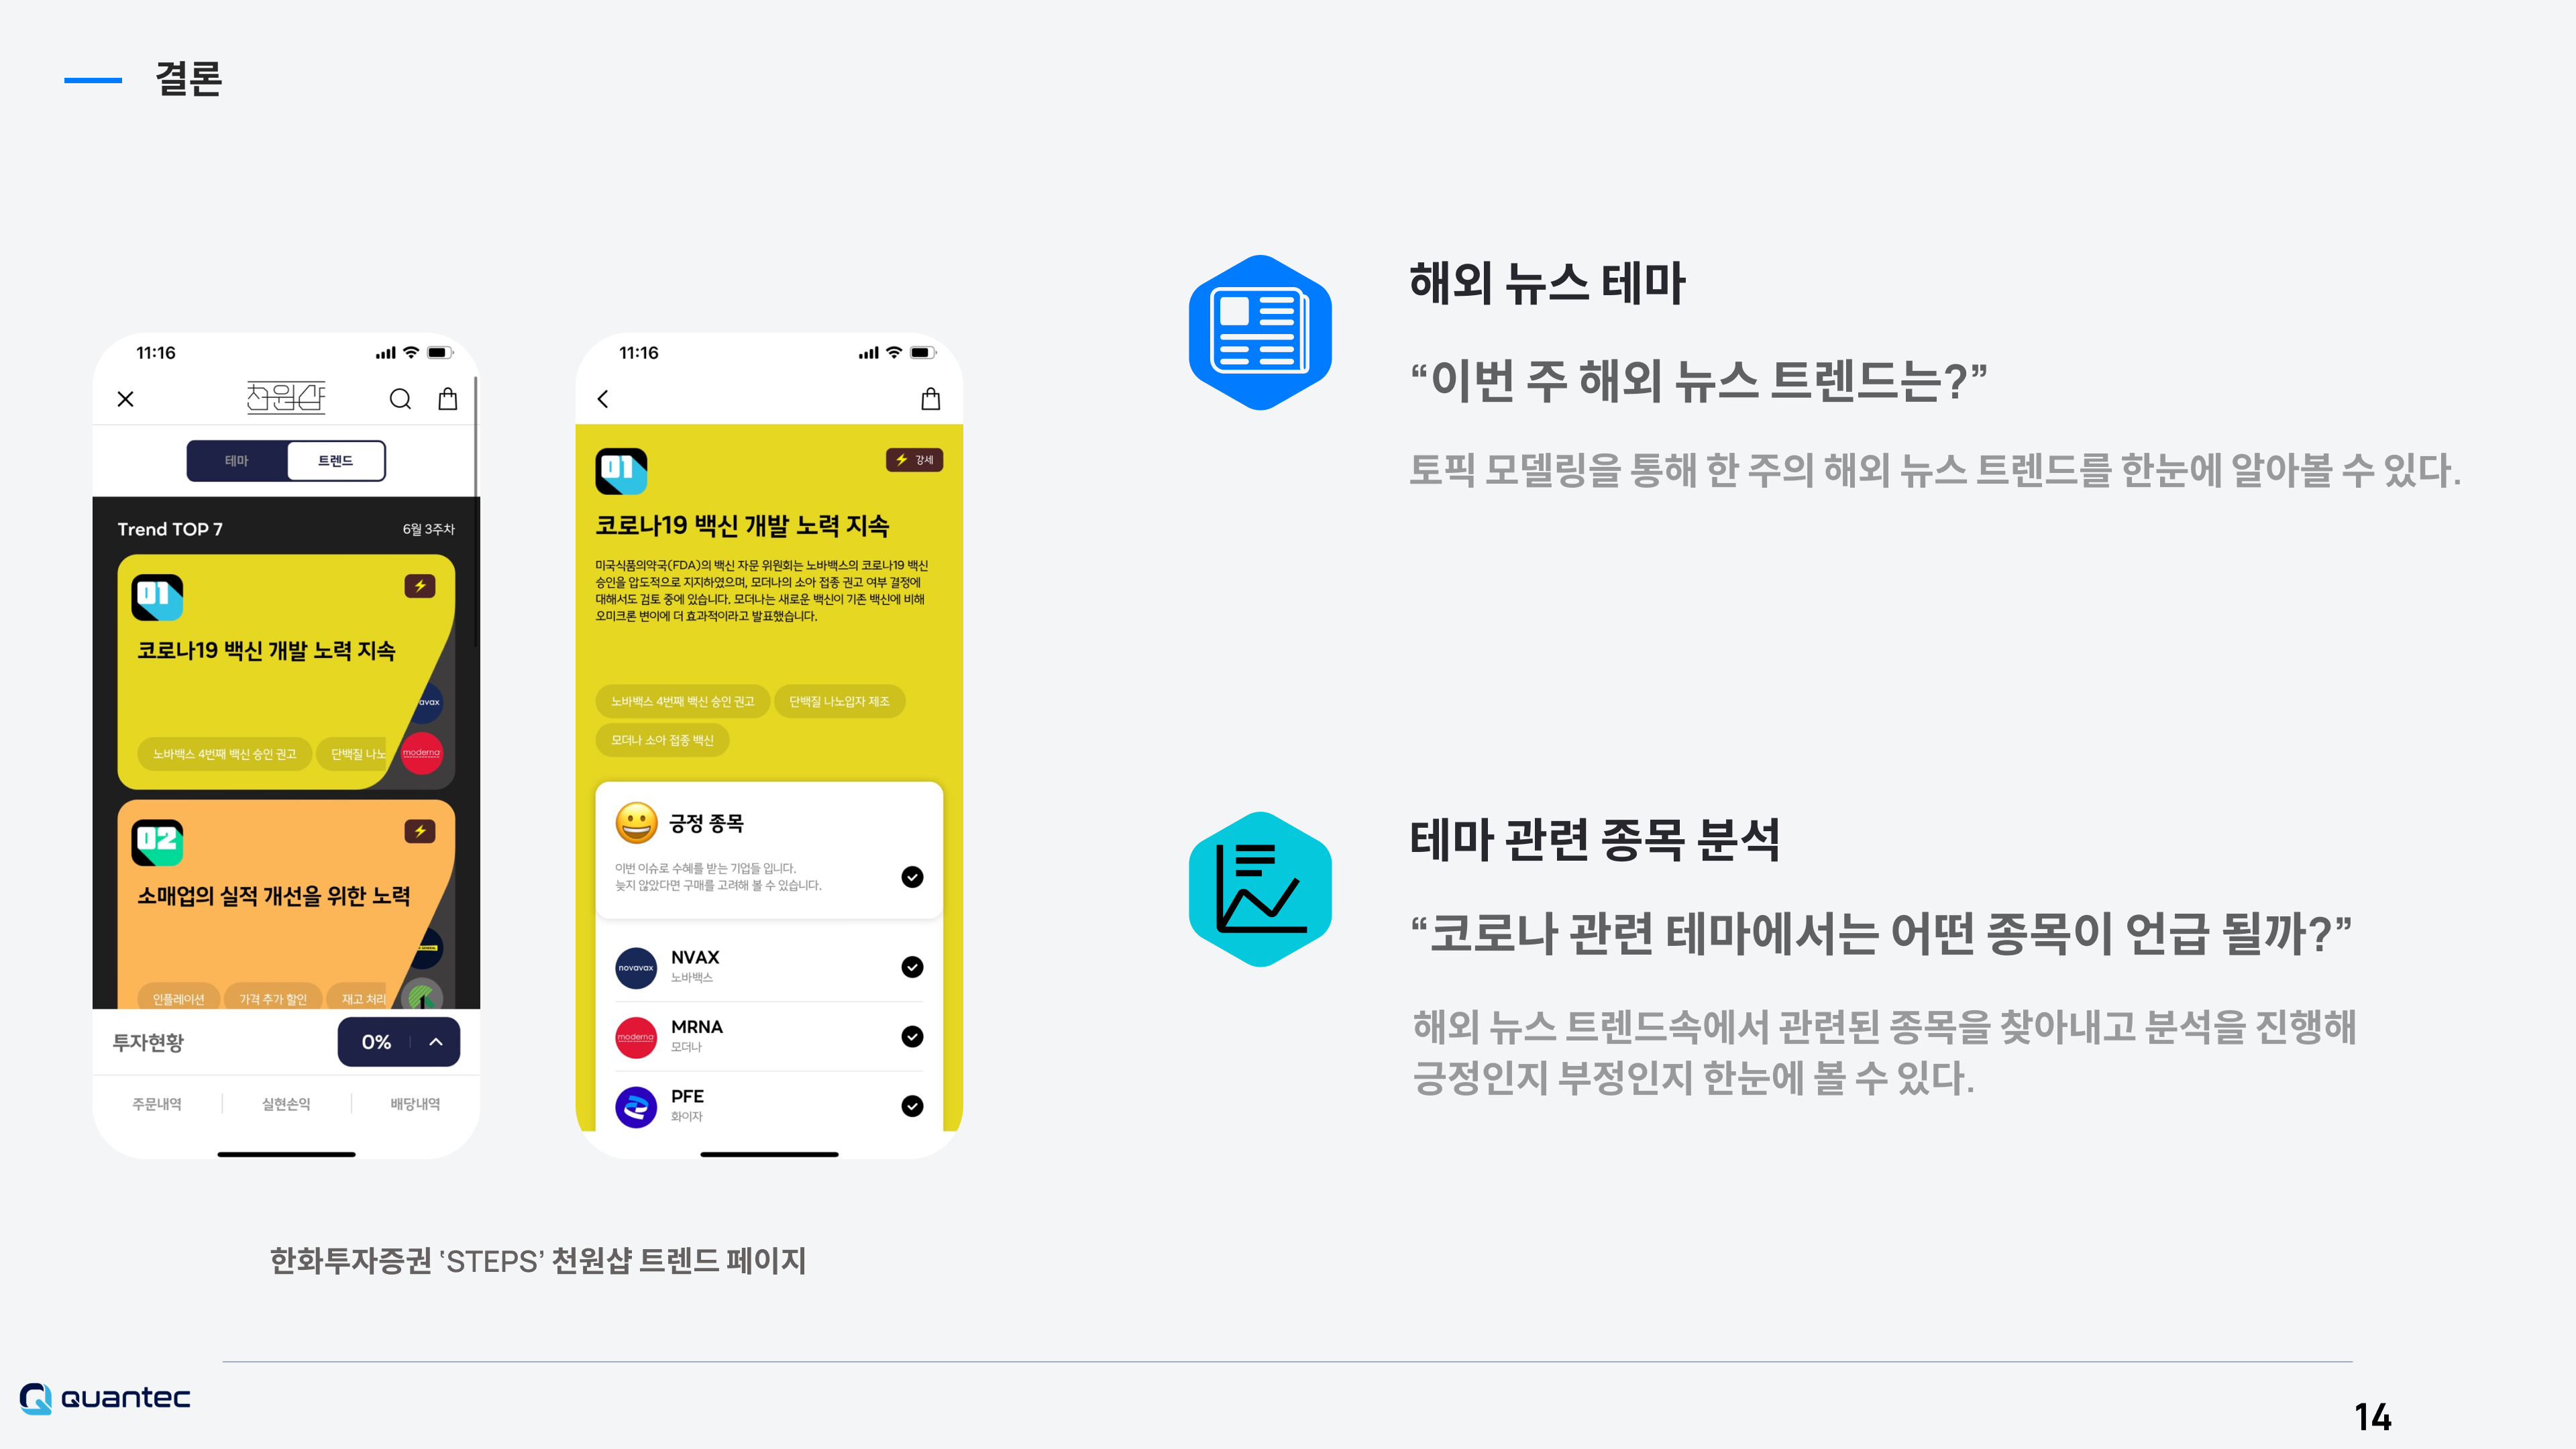 결론
11:16
천원샵
테마
트렌드
Trend TOP 7
6월 3주차
01
코로나19 백신 개발 노력 지속
avax
노바백스 4번째 백신 승인 권고
단백질 나노
moderna
02
소매업의 실적 개선을 위한 노력
인플레이션
가격 추가 할인
재고 처리
투자현황
0%
주문내역
실현손익
배당내역
11:16
01
강세
코로나19 백신 개발 노력 지속
미국식품의약국(FDA)의 백신 자문 위원회는 노바백스의 코로나19 백신
승인을 압도적으로 지지하였으며, 모더나의 소아 접종 권고 여부 결정에
대해서도 검토 중에 있습니다. 모더나는 새로운 백신이 기존 백신에 비해
오미크론 변이에 더 효과적이라고 발표했습니다.
노바백스 4번째 백신 승인 권고
단백질 나노입자 제조
모더나 소아 접종 백신
긍정 종목
이번 이슈로 수혜를 받는 기업들 입니다.
늦지 않았다면 구매를 고려해 볼 수 있습니다.
novavax
NVAX
노바백스
moderna
MRNA
모더나
PFE
화이자
한화투자증권 ‘STEPS’ 천원샵 트렌드 페이지
해외 뉴스 테마
“이번 주 해외 뉴스 트렌드는?”
토픽 모델링을 통해 한 주의 해외 뉴스 트렌드를 한눈에 알아볼 수 있다.
테마 관련 종목 분석
“코로나 관련 테마에서는 어떤 종목이 언급 될까?”
해외 뉴스 트렌드속에서 관련된 종목을 찾아내고 분석을 진행해
긍정인지 부정인지 한눈에 볼 수 있다.
quantec
14